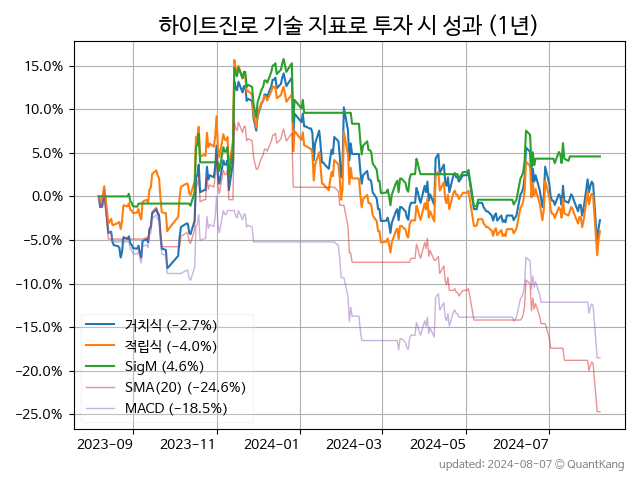 하이트진로 기술 지표로 투자 시 성과 (1년)
15.0%
10.0%
5.0%
0.0%
−5.0%
−10.0%
−15.0%
−20.0%
−25.0%
거치식 (−2.7%)
적립식 (−4.0%)
SigM (4.6%)
SMA(20) (−24.6%)
MACD (−18.5%)
2023-09 2023-11 2024-01 2024-03 2024-05 2024-07
updated: 2024-08-07 © QuantKang